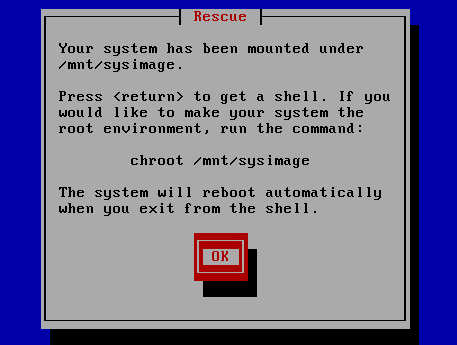 Rescue
Your system has been mounted under
/mnt/sysimage.
Press <return> to get a shell. If you
would like to make your system the
root environment, run the command:
chroot /mnt/sysimage
The system will reboot automatically
when you exit from the shell.
OK